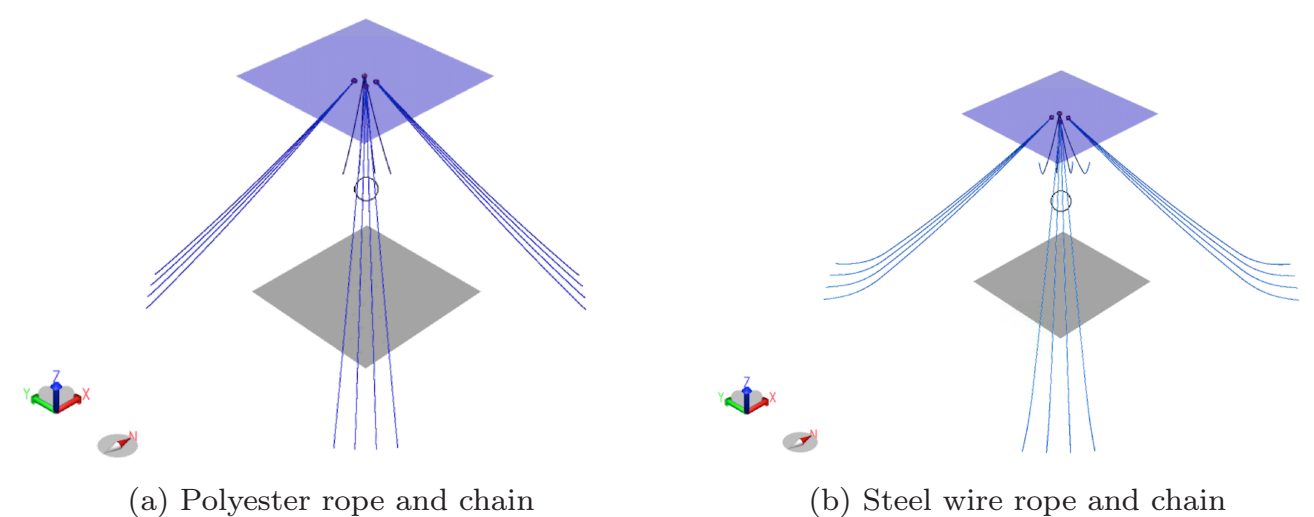 Z
Y X
N
Z
Y X
N
(a) Polyester rope and chain
(b) Steel wire rope and chain